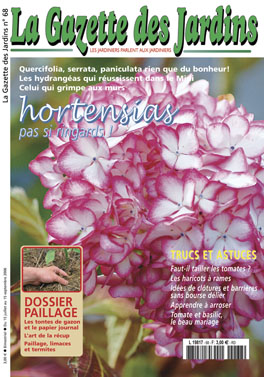 La Gazette des Jardins
LES JARDINIERS PARLENT AUX JARDINIERS
La Gazette des Jardins n° 68
Quercifolia, serrata, paniculata rien que du bonheur!
Les hydrangéas qui réussissent dans le Midi
Celui qui grimpe aux murs
hortensias
pas si ringards !
TRUCS ET ASTUCES
Faut-il tailler les tomates ?
Les haricots à rames
Idées de clôtures et barrières
sans bourse délier
Apprendre à arroser
Tomate et basilic,
le beau mariage
DOSSIER
PAILLAGE
Les tontes de gazon
et le papier journal
L'art de la récup
Paillage, limaces
et termites